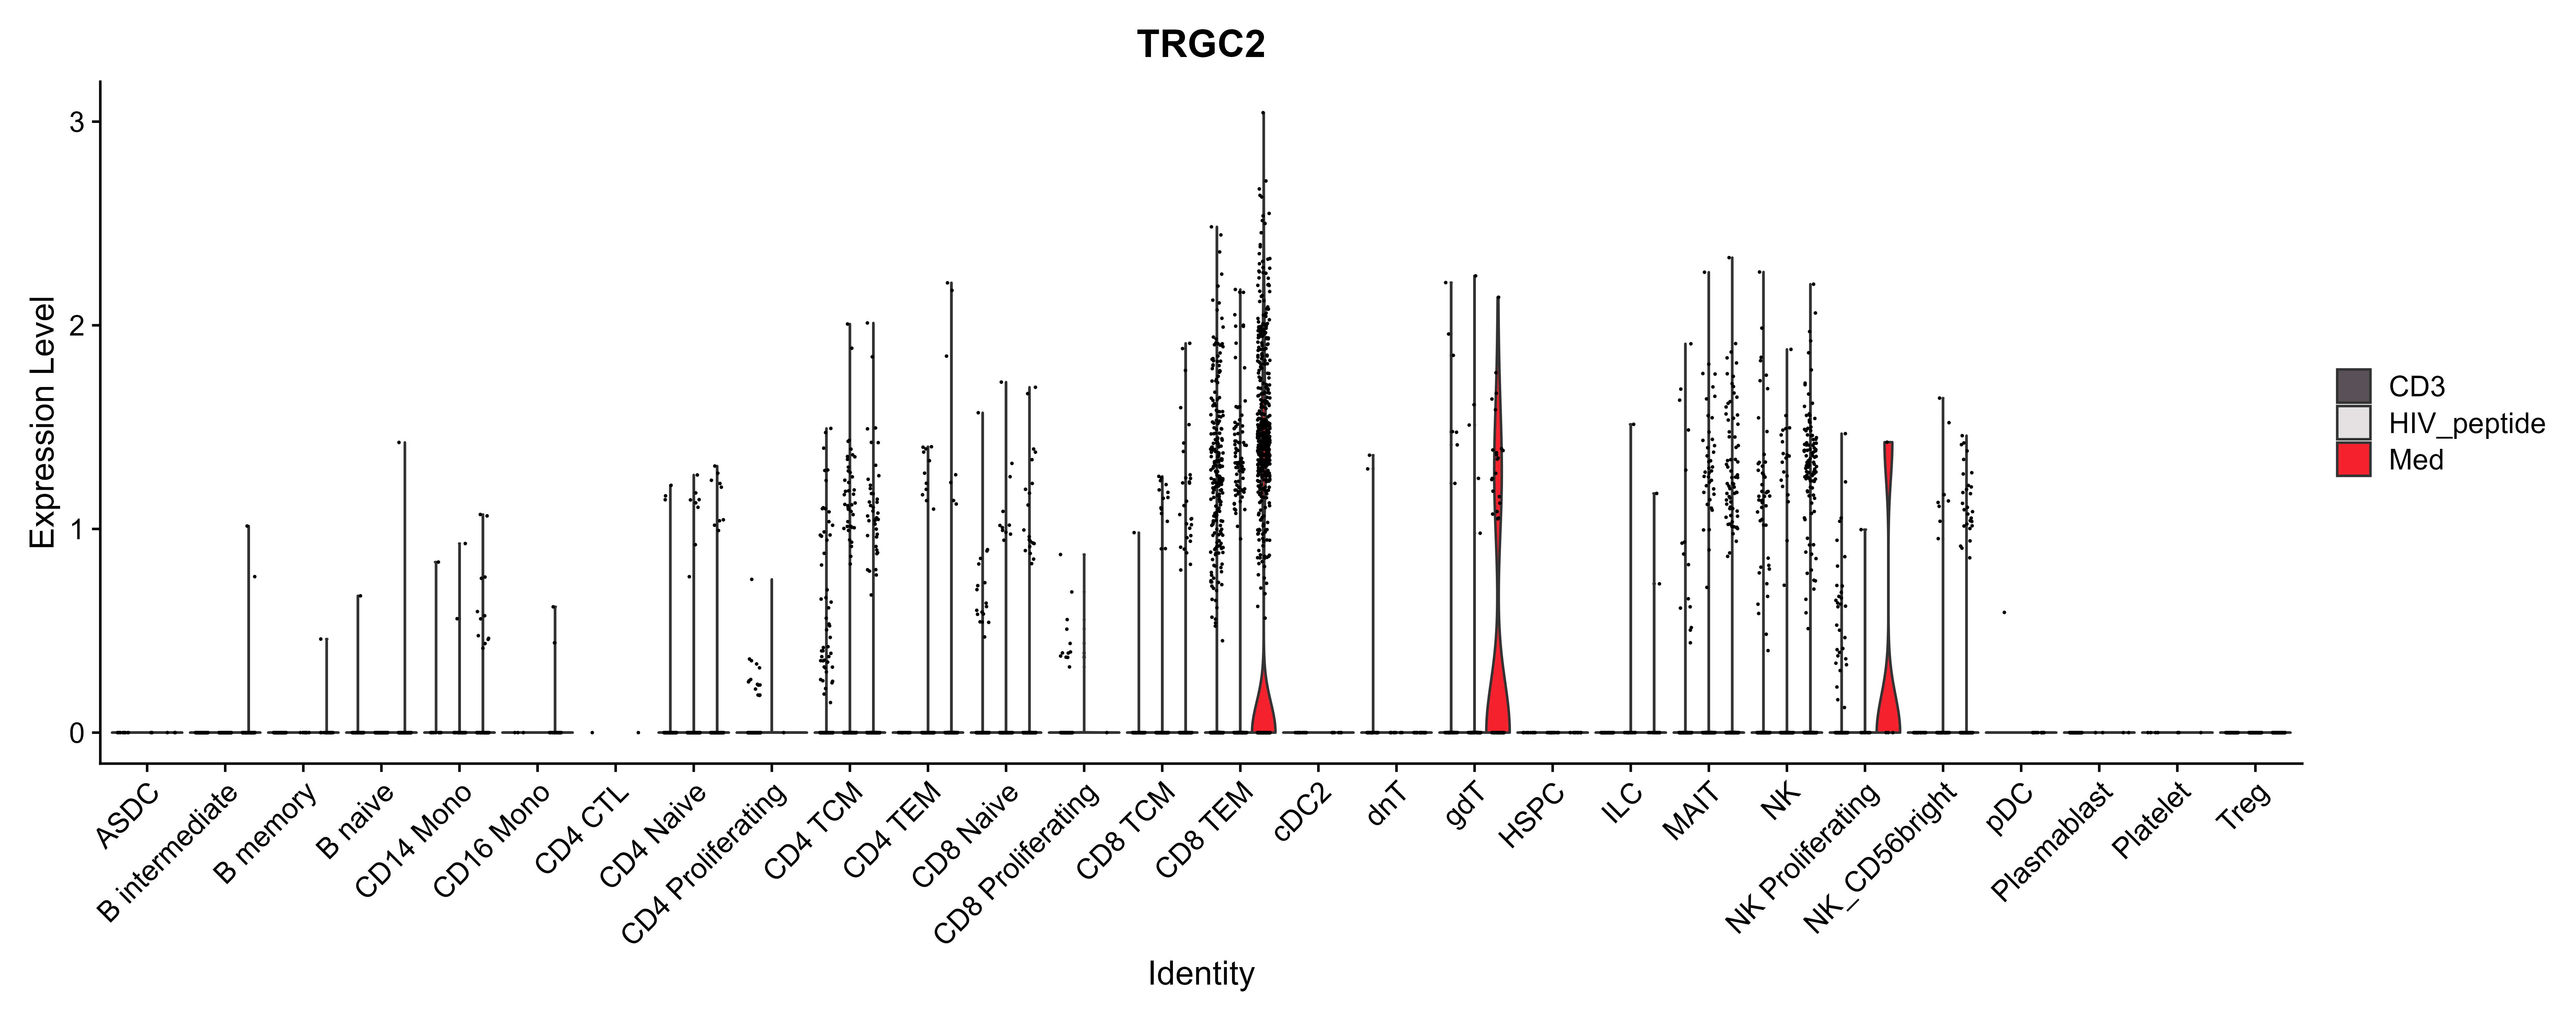 TRGC2
Expression Level
3
2
1
0
ASDC
B intermediate
B memory
B naive
CD14 Mono
CD16 Mono
CD4 CTL
CD4 Naive
CD4 Proliferating
CD4 TCM
CD4 TEM
CD8 Naive
CD8 Proliferating
CD8 TCM
CD8 TEM
cDC2
dnT
gdT
HSPC
ILC
MAIT
NK
NK Proliferating
NK_CD56bright
pDC
Plasmablast
Platelet
Treg
Identity
CD3
HIV_peptide
Med